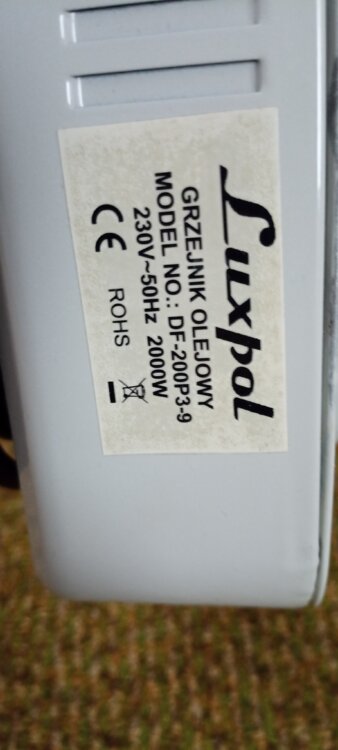 Luxpol
GRZEJNIK OLEJOWY
MODEL NO.: DF-200P3-9
230V~50Hz 2000W
CE ROHS